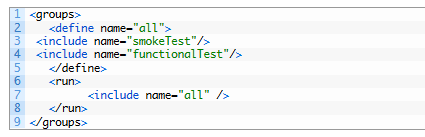 1 <groups>
2 <define name="all">
3 <include name="smokeTest"/>
4 <include name="functionalTest"/>
5 </define>
6 <run>
7 <include name="all" />
8 </run>
9 </groups>